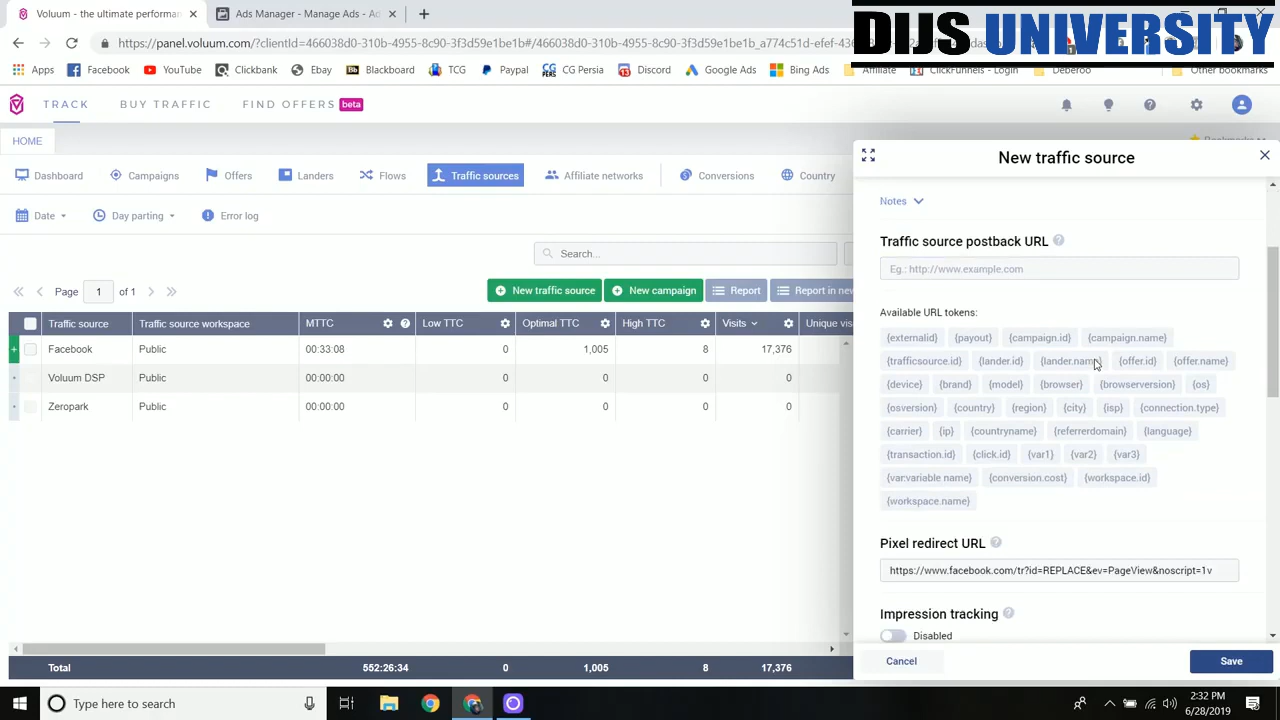 Voluum - The ultimate performa
Ads Manager - Manage Ads - Ad
DIJS UNIVERSITY
https://panel.voluum.com/?clientId=466038d0-310b-4955-8c90-3f3d59e1be1b#/466038d0-310b-4955-8c90-3f3d59e1be1b_a774c51d-efef-436
Apps
Facebook
YouTube
Clickbank
Ebay
Blackboard
TCG
Paypal
CG Persia
Discord
Google Ads
Bing Ads
Affiliate
ClickFunnels - Login
Deberoo
Other bookmarks
TRACK
BUY TRAFFIC
FIND OFFERS beta
HOME
Dashboard
Campaigns
Offers
Landers
Flows
Traffic sources
Affiliate networks
Conversions
Country
Date
Day parting
Error log
Search...
Page 1 of 1
New traffic source
New campaign
Report
Report in new
Traffic source
Traffic source workspace
MTTC
Low TTC
Optimal TTC
High TTC
Visits
Unique vis
Facebook Public 00:33:08 0 1,005 8 17,376
Voluum DSP Public 00:00:00 0 0 0 0
Zeropark Public 00:00:00 0 0 0 0
Total 552:26:34 0 1,005 8 17,376
New traffic source
Notes
Traffic source postback URL
Eg.: http://www.example.com
Available URL tokens:
{externalid} {payout} {campaign.id} {campaign.name}
{trafficsource.id} {lander.id} {lander.name} {offer.id} {offer.name}
{device} {brand} {model} {browser} {browserversion} {os}
{osversion} {country} {region} {city} {isp} {connection.type}
{carrier} {ip} {countryname} {referrerdomain} {language}
{transaction.id} {click.id} {var1} {var2} {var3}
{var:variable name} {conversion.cost} {workspace.id}
{workspace.name}
Pixel redirect URL
https://www.facebook.com/tr?id=REPLACE&ev=PageView&noscript=1v
Impression tracking
Disabled
Cancel
Save
Type here to search
2:32 PM
6/28/2019